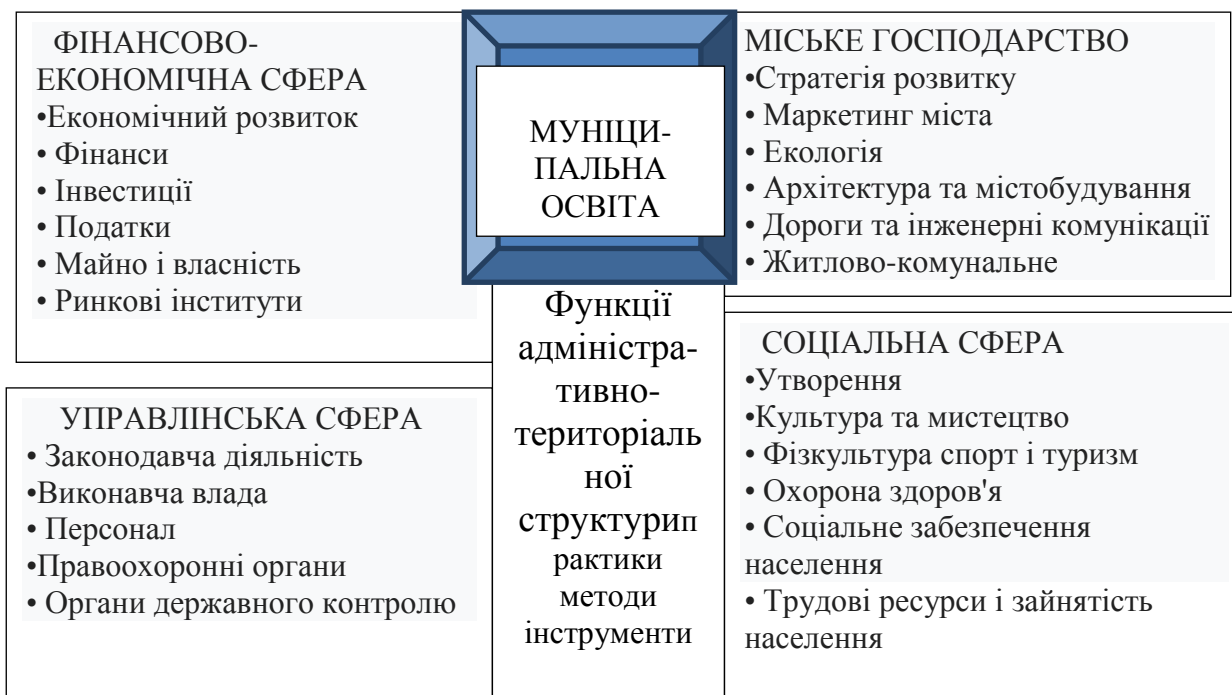 ФІНАНСОВО-
ЕКОНОМІЧНА СФЕРА
•Економічний розвиток
• Фінанси
• Інвестиції
• Податки
• Майно і власність
• Ринкові інститути
МУНІЦИ-
ПАЛЬНА
ОСВІТА
МІСЬКЕ ГОСПОДАРСТВО
•Стратегія розвитку
• Маркетинг міста
• Екологія
• Архітектура та містобудування
• Дороги та інженерні комунікації
• Житлово-комунальне
УПРАВЛІНСЬКА СФЕРА
• Законодавча діяльність
•Виконавча влада
• Персонал
•Правоохоронні органи
• Органи державного контролю
Функції
адміністра-
тивно-
територіаль
ної
структурип
рактики
методи
інструменти
СОЦІАЛЬНА СФЕРА
•Утворення
•Культура та мистецтво
• Фізкультура спорт і туризм
• Охорона здоров'я
• Соціальне забезпечення
населення
• Трудові ресурси і зайнятість
населення